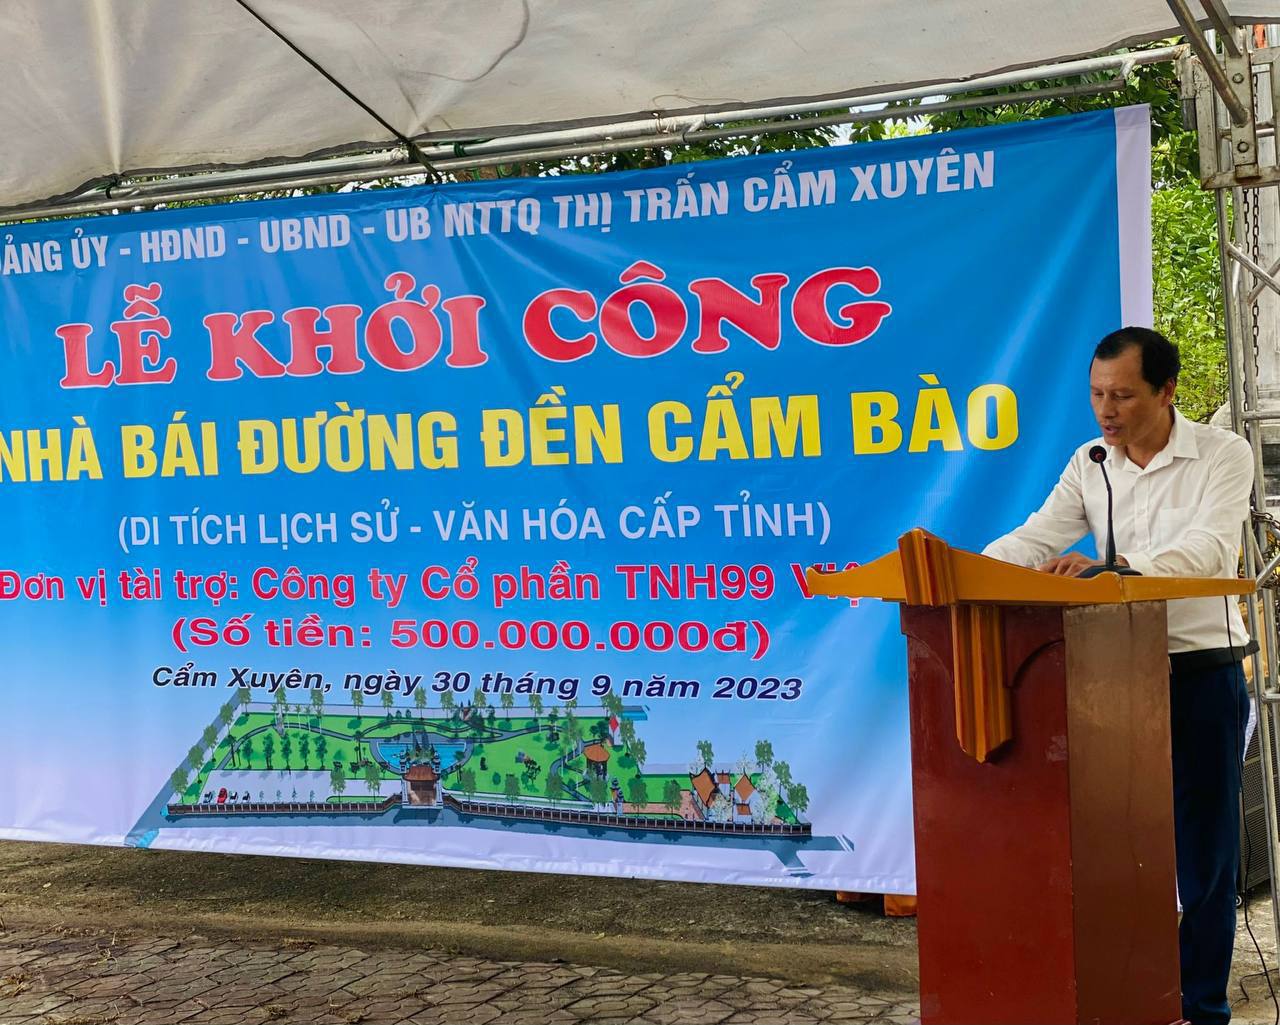 ĐẢNG ỦY - HĐND - UBND - UB MTTQ THỊ TRẤN CẨM XUYÊN
LỄ KHỞI CÔNG
NHÀ BÁI ĐƯỜNG ĐỀN CẨM BÀO
(DI TÍCH LỊCH SỬ - VĂN HÓA CẤP TỈNH)
Đơn vị tài trợ: Công ty Cổ phần TNH99
(Số tiền: 500.000.000đ)
Cẩm Xuyên, ngày 30 tháng 9 năm 2023